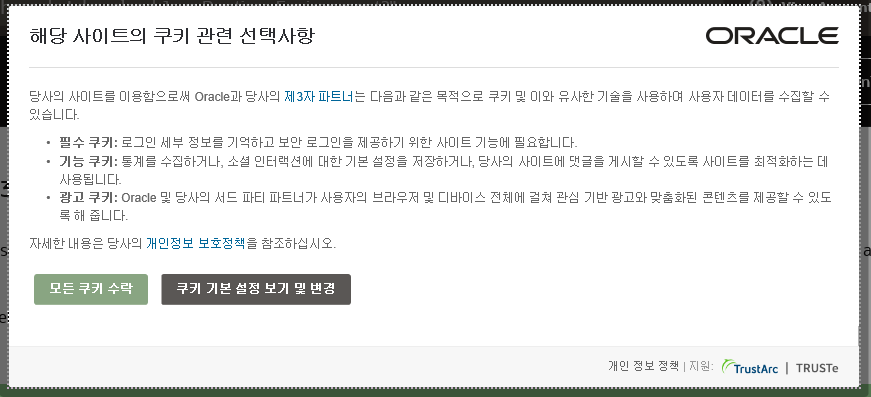 해당 사이트의 쿠키 관련 선택사항
ORACLE
당사의 사이트를 이용함으로써 Oracle과 당사의 제3자 파트너는 다음과 같은 목적으로 쿠키 및 이와 유사한 기술을 사용하여 사용자 데이터를 수집할 수
있습니다.
• 필수 쿠키: 로그인 세부 정보를 기억하고 보안 로그인을 제공하기 위한 사이트 기능에 필요합니다.
• 기능 쿠키: 통계를 수집하거나, 소셜 인터랙션에 대한 기본 설정을 저장하거나, 당사의 사이트에 댓글을 게시할 수 있도록 사이트를 최적화하는 데
사용됩니다.
• 광고 쿠키: Oracle 및 당사의 서드 파티 파트너가 사용자의 브라우저 및 디바이스 전체에 걸쳐 관심 기반 광고와 맞춤화된 콘텐츠를 제공할 수 있도
록 해 줍니다.
자세한 내용은 당사의 개인정보 보호정책을 참조하십시오.
모든 쿠키 수락
쿠키 기본 설정 보기 및 변경
개인 정보 정책 | 지원: TrustArc | TRUSTe